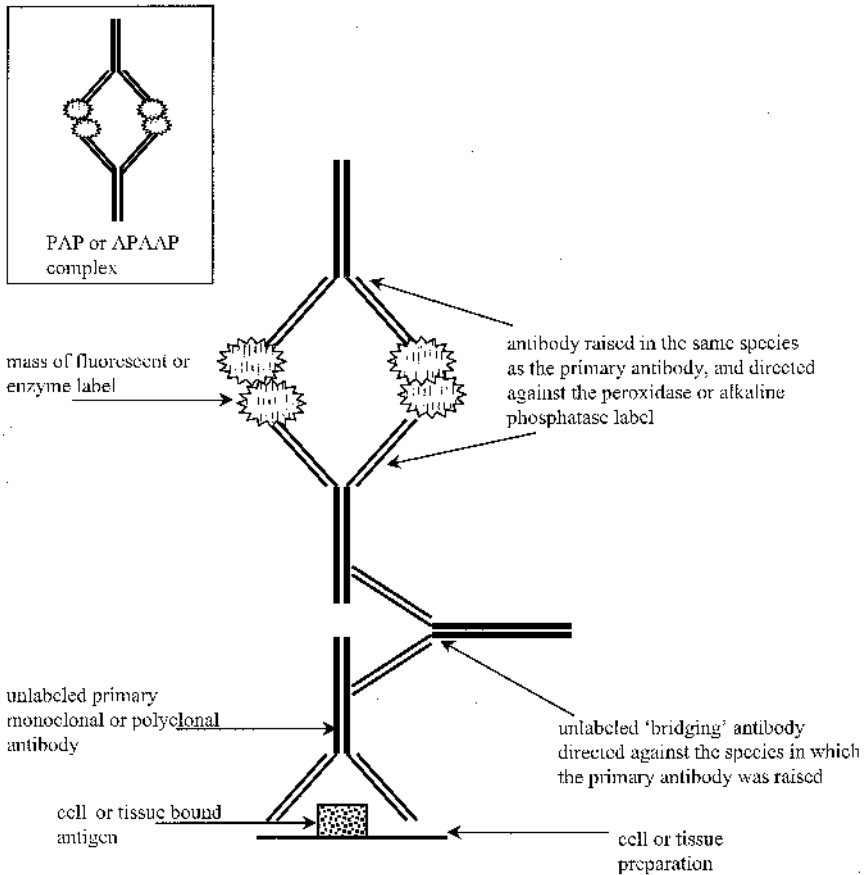 PAP or APAAP
complex
mass of fluorescent or
enzyme label
antibody raised in the same species
as the primary antibody, and directed
against the peroxidase or alkaline
phosphatase label
unlabeled primary
monoclonal or polyclonal
antibody
unlabeled 'bridging' antibody
directed against the species in which
the primary antibody was raised
cell or tissue bound
antigen
cell or tissue
preparation